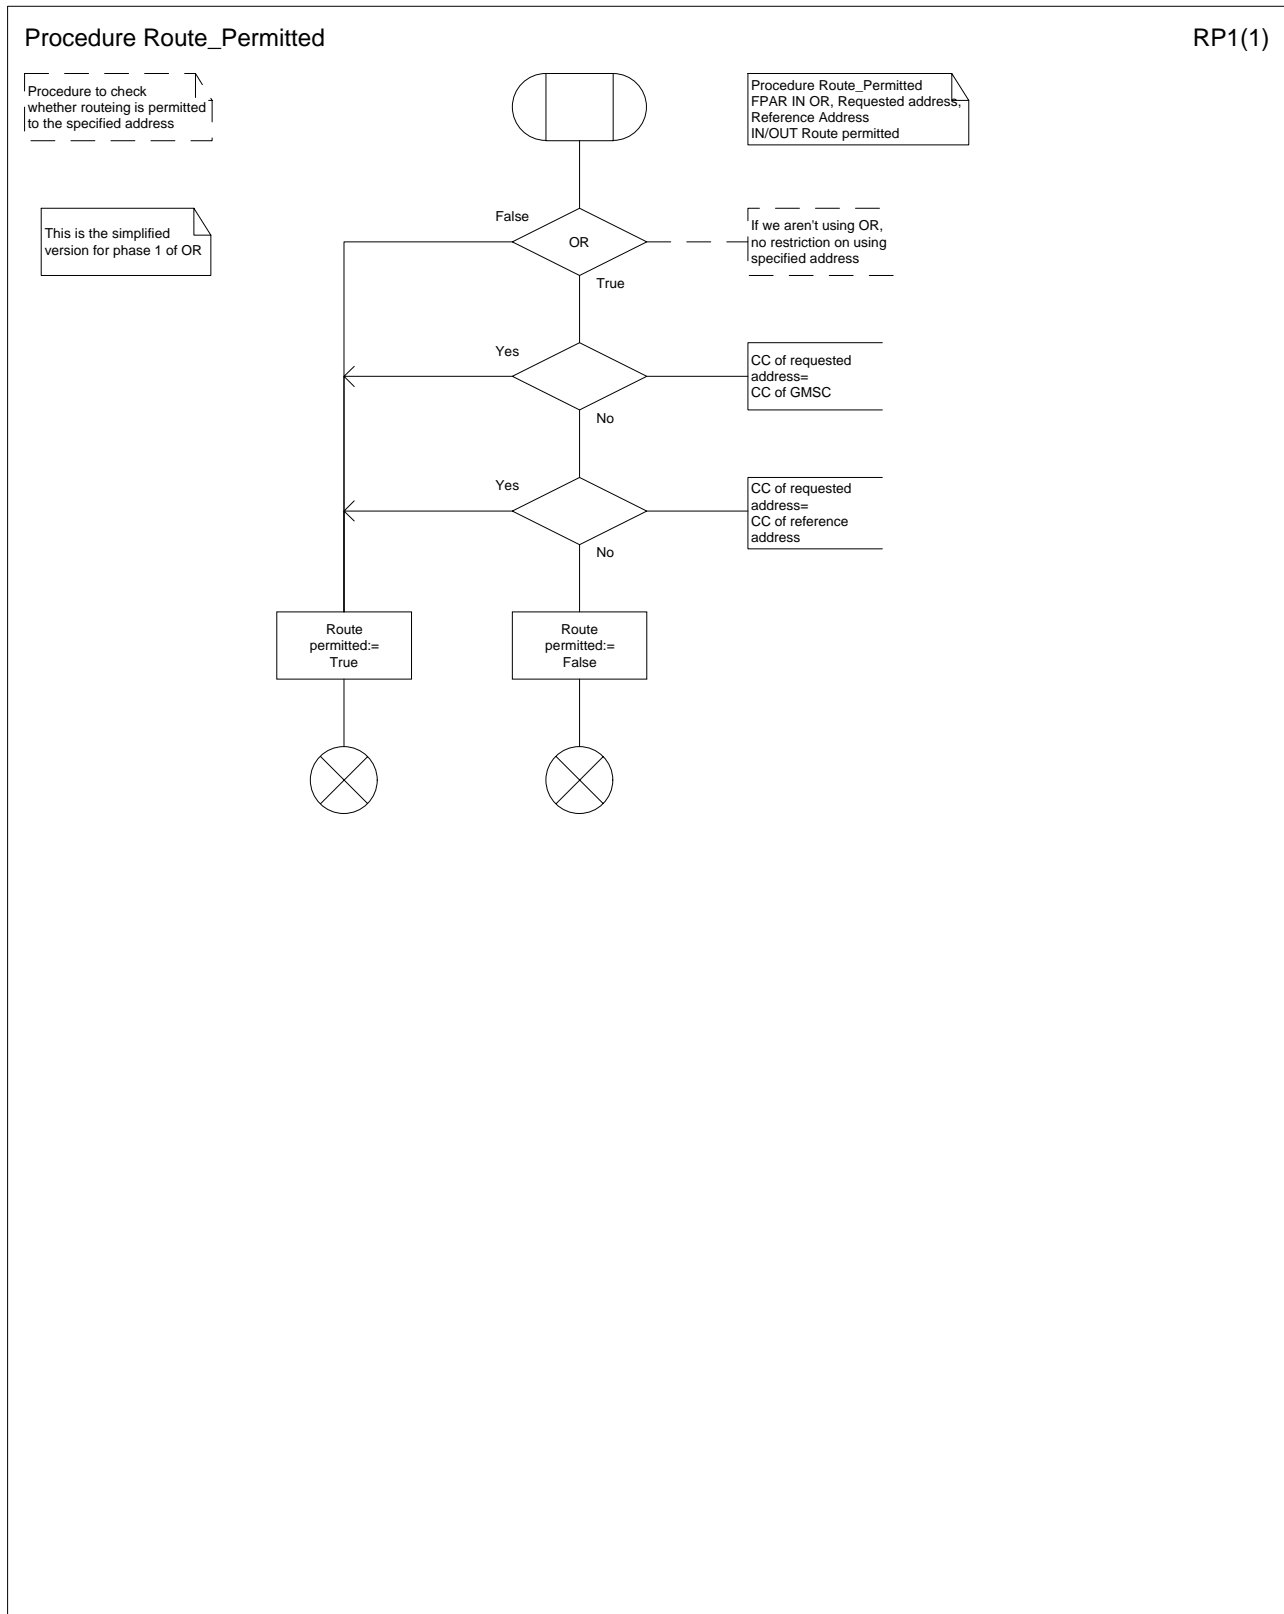 Procedure Route_Permitted
RP1(1)
Procedure to check
whether routeing is permitted
to the specified address
Procedure Route_Permitted
FPAR IN OR, Requested address,
Reference Address
IN/OUT Route permitted
This is the simplified
version for phase 1 of OR
False
OR
True
If we aren't using OR,
no restriction on using
specified address
Yes
No
CC of requested
address=
CC of GMSC
Yes
No
CC of requested
address=
CC of reference
address
Route
permitted:=
True
Route
permitted:=
False